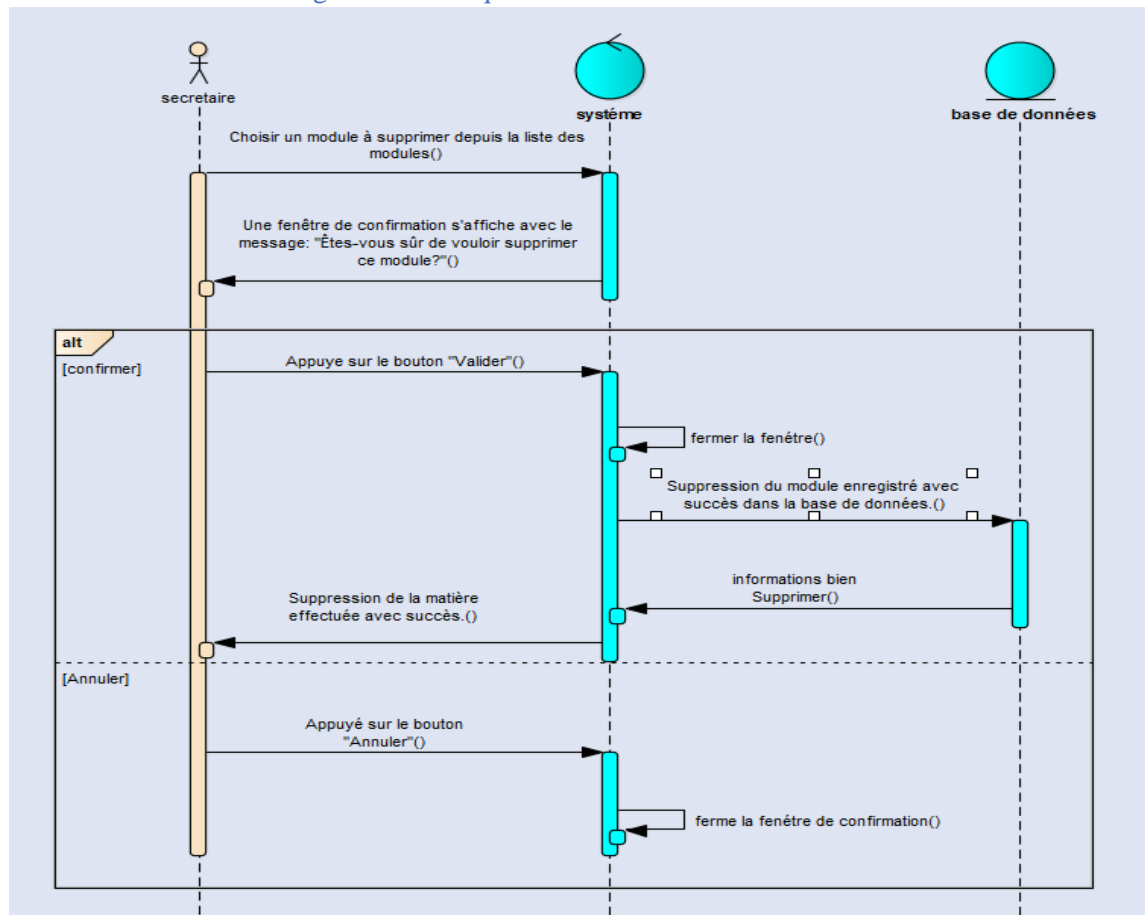 secretaire
systéme
base de données
Choisir un module à supprimer depuis la liste des
modules()
Une fenêtre de confirmation s'affiche avec le
message: "Êtes-vous sûr de vouloir supprimer
ce module?"()
alt
[confirmer]
Appuye sur le bouton "Valider"()
fermer la fenétre()
Suppression du module enregistré avec
succès dans la base de données.()
informations bien
Supprimer()
Suppression de la matière
effectuée avec succès.()
[Annuler]
Appuyé sur le bouton
"Annuler"()
ferme la fenétre de confirmation()